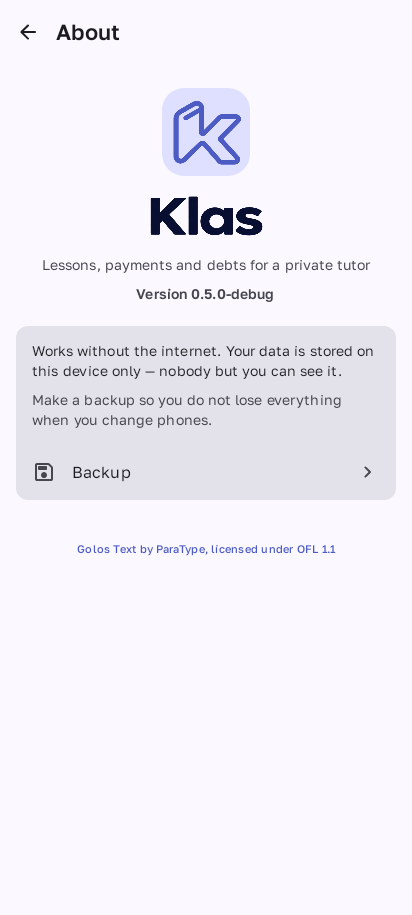 About
Klas
Lessons, payments and debts for a private tutor
Version 0.5.0-debug
Works without the internet. Your data is stored on
this device only — nobody but you can see it.
Make a backup so you do not lose everything
when you change phones.
Backup
Golos Text by ParaType, licensed under OFL 1.1